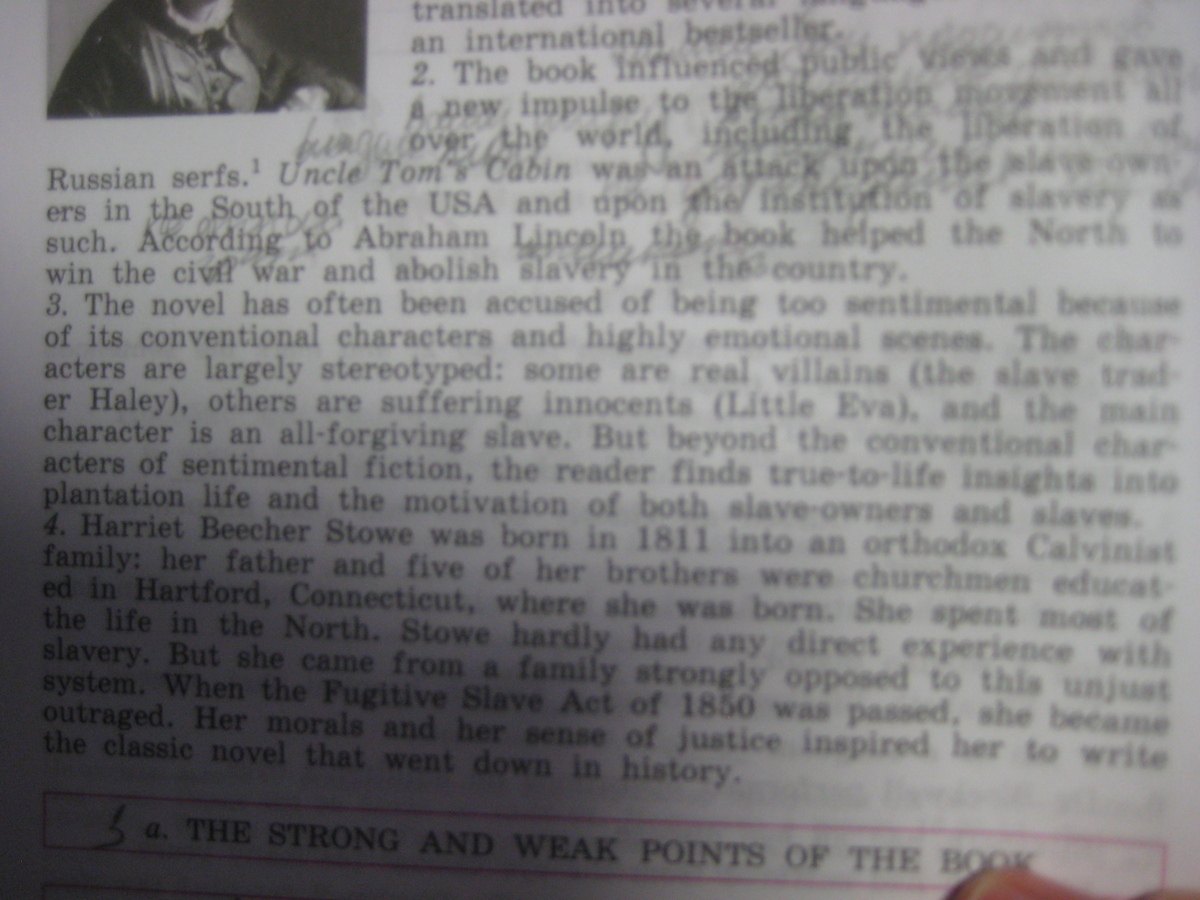 translated into several
an international bestseller.
2. The book influenced public views and gave
a new impulse to the liberation movement all
over the world, including the liberation of
Russian serfs.¹ Uncle Tom's Cabin was an attack upon the slave-own-
ers in the South of the USA and upon the institution of slavery as
such. According to Abraham Lincoln the book helped the North to
win the civil war and abolish slavery in the country.
3. The novel has often been accused of being too sentimental because
of its conventional characters and highly emotional scenes. The char-
acters are largely stereotyped: some are real villains (the slave trad-
er Haley), others are suffering innocents (Little Eva), and the main
character is an all-forgiving slave. But beyond the conventional char-
acters of sentimental fiction, the reader finds true-to-life insights into
plantation life and the motivation of both slave-owners and slaves.
4. Harriet Beecher Stowe was born in 1811 into an orthodox Calvinist
family: her father and five of her brothers were churchmen educat-
ed in Hartford, Connecticut, where she was born. She spent most of
the life in the North. Stowe hardly had any direct experience with
slavery. But she came from a family strongly opposed to this unjust
system. When the Fugitive Slave Act of 1850 was passed, she became
outraged. Her morals and her sense of justice inspired her to write
the classic novel that went down in history.
a. THE STRONG AND WEAK POINTS OF THE BOOK